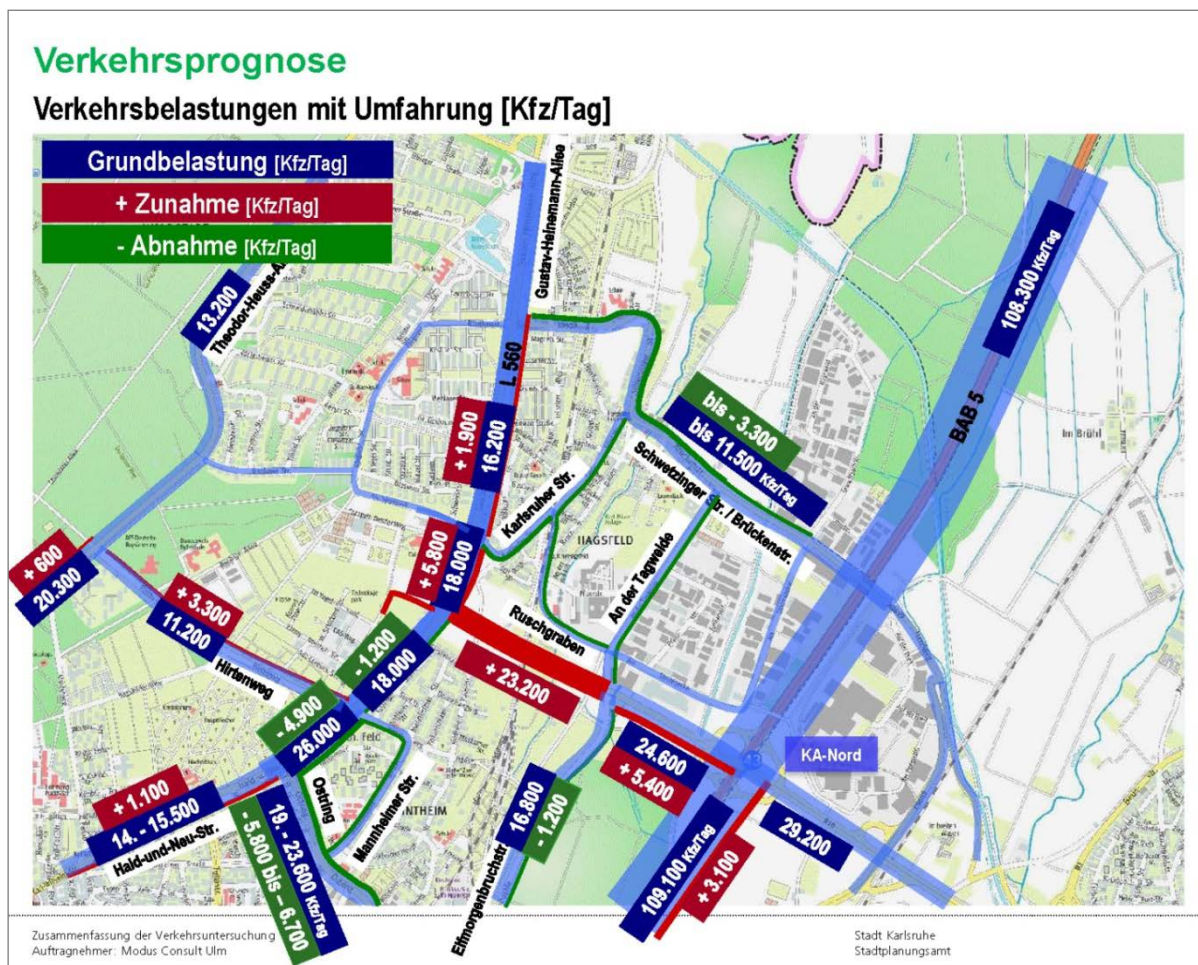 Verkehrsprognose
Verkehrsbelastungen mit Umfahrung [Kfz/Tag]
Grundbelastung [Kfz/Tag]
+ Zunahme [Kfz/Tag]
- Abnahme [Kfz/Tag]
13.200
Gustav-Heinemann-Allee
L 560
108.300 Kfz/Tag
BAB 5
Im Brühl
+ 1.900
16.200
bis - 3.300
bis 11.500 Kfz/Tag
Schwetzinger Str. / Brückenstr.
Karlsruher Str.
HAGSFELD
An der Tagweide
Ruschgraben
+ 5.800
18.000
+ 600
20.300
+ 3.300
11.200
Hirtenweg
- 1.200
18.000
+ 23.200
- 4.900
26.000
24.600
+ 5.400
KA-Nord
29.200
+ 1.100
14. - 15.500
Haid-und-Neu-Str.
Ostring
Mannheimer Str.
19. - 23.600 Kfz/Tag
- 5.800 bis - 6.700
16.800
- 1.200
Elfmorgenbruchstr
109.100 Kfz/Tag
+ 3.100
Zusammenfassung der Verkehrsuntersuchung
Auftragnehmer: Modus Consult Ulm
Stadt Karlsruhe
Stadtplanungsamt